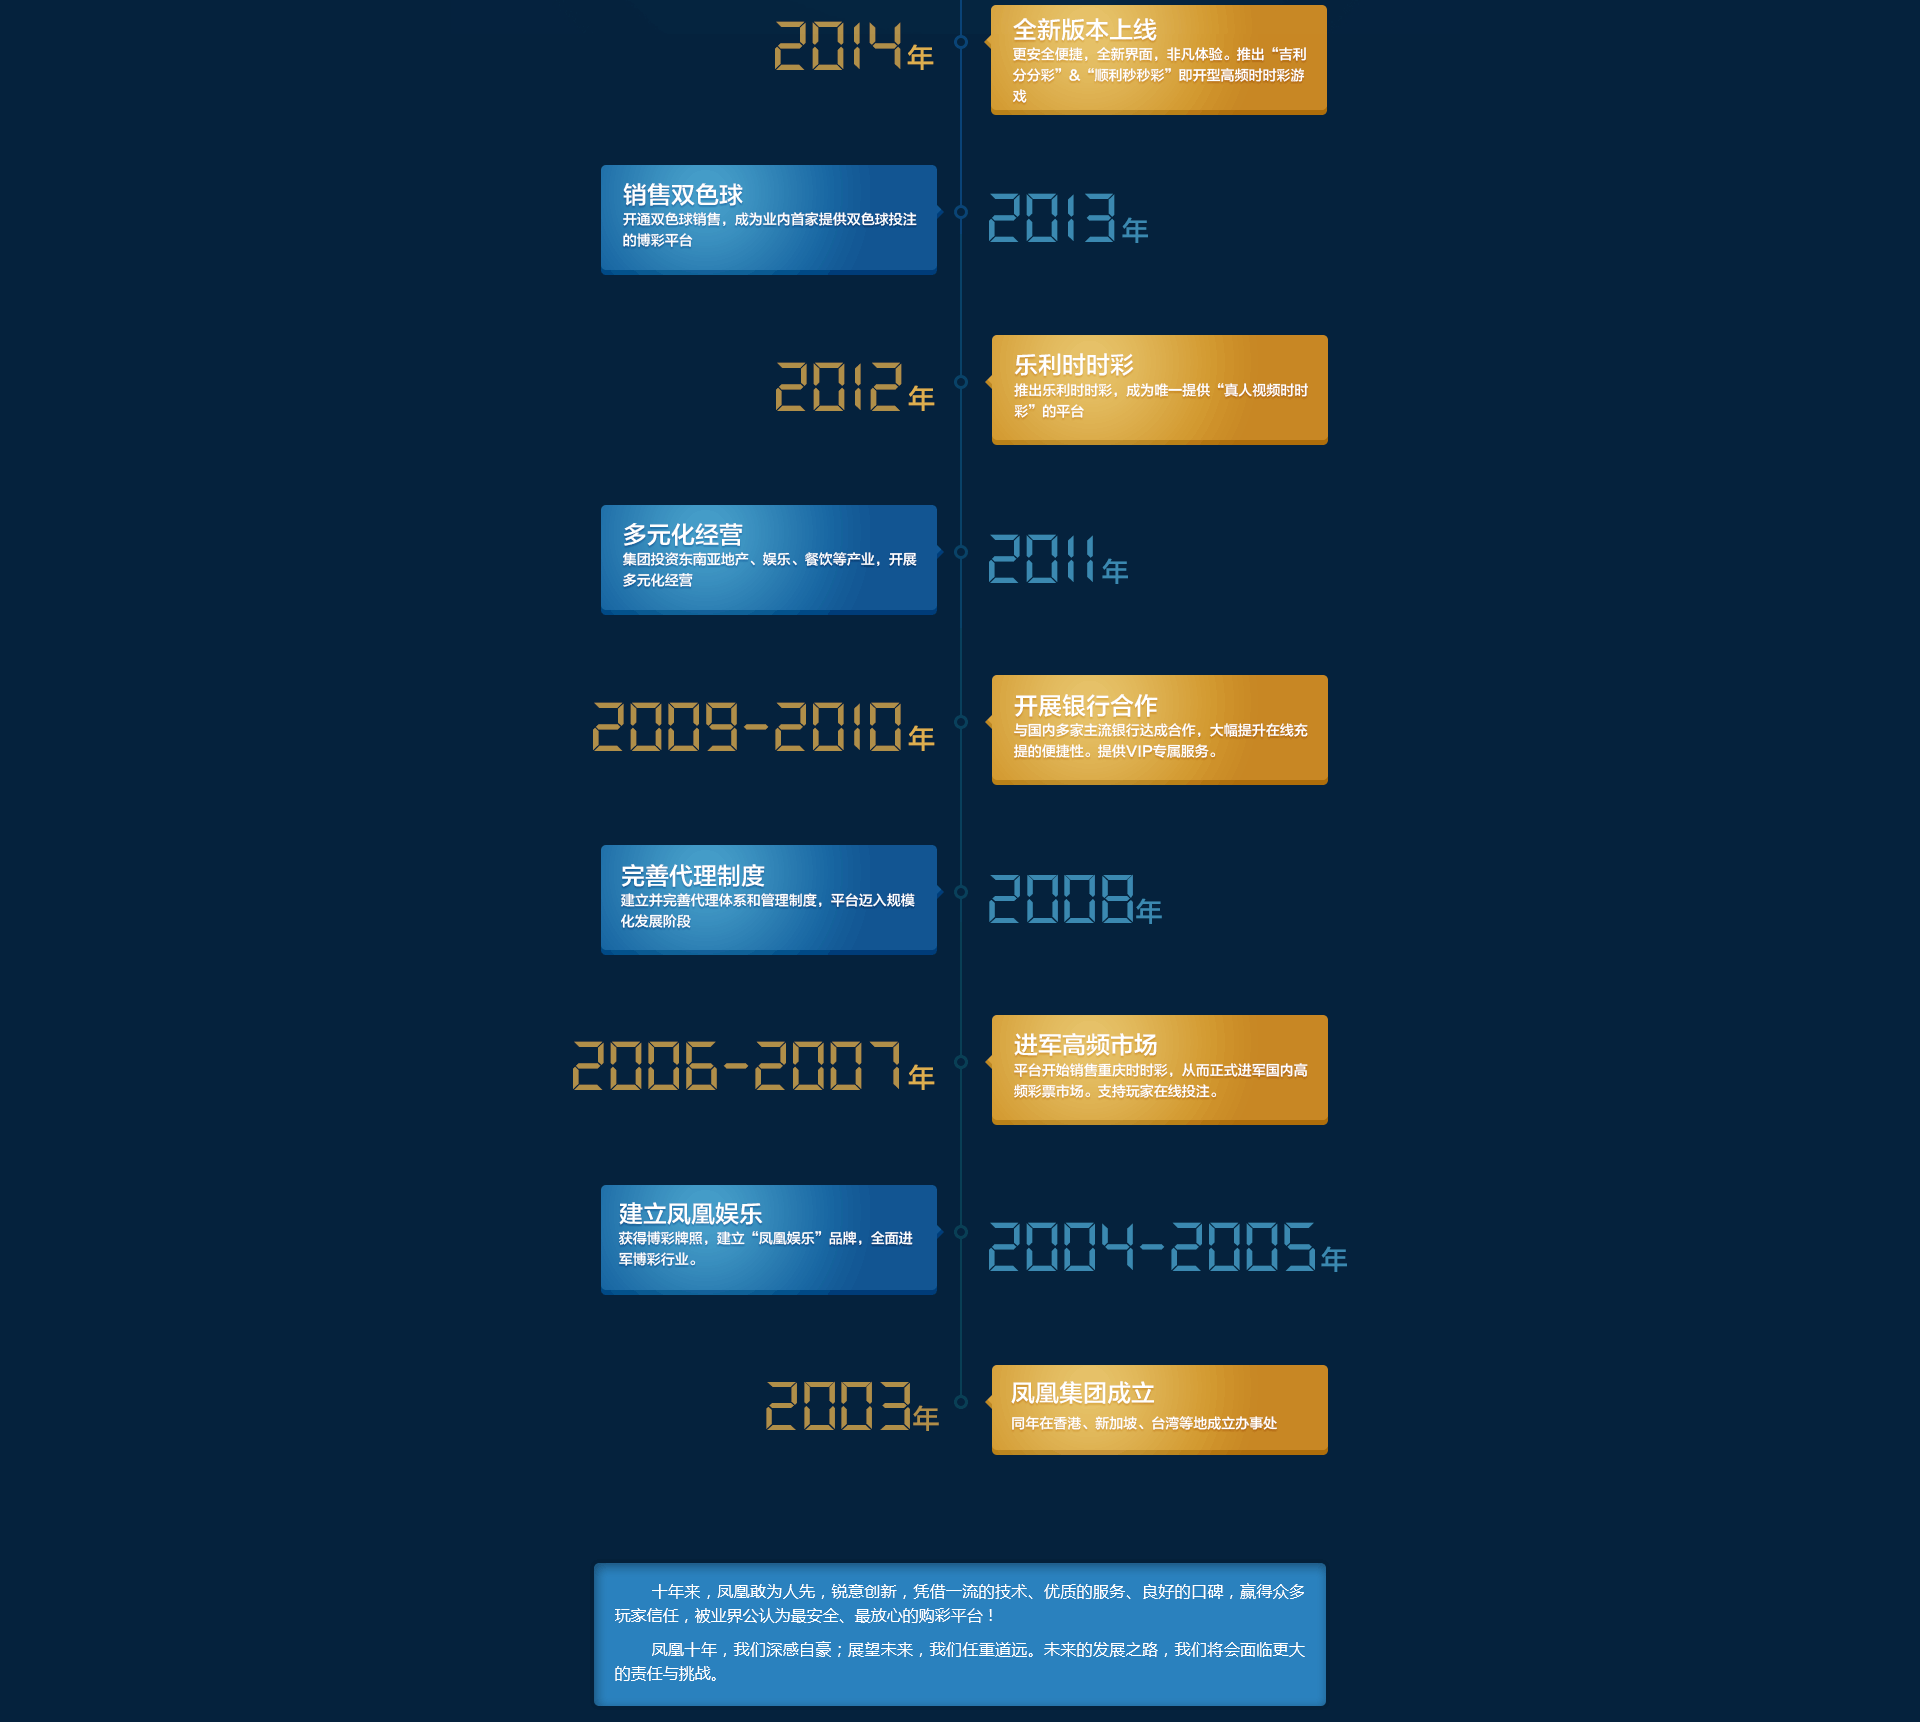 2014年
全新版本上线
更安全便捷，全新界面，非凡体验。推出“吉利
分分彩”&“顺利秒秒彩”即开型高频时时彩游
戏
销售双色球
开通双色球销售，成为业内首家提供双色球投注
的博彩平台
2013年
2012年
乐利时时彩
推出乐利时时彩，成为唯一提供“真人视频时时
彩”的平台
多元化经营
集团投资东南亚地产、娱乐、餐饮等产业，开展
多元化经营
2011年
2009-2010年
开展银行合作
与国内多家主流银行达成合作，大幅提升在线充
提的便捷性。提供VIP专属服务。
完善代理制度
建立并完善代理体系和管理制度，平台迈入规模
化发展阶段
2008年
2006-2007年
进军高频市场
平台开始销售重庆时时彩，从而正式进军国内高
频彩票市场。支持玩家在线投注。
建立凤凰娱乐
获得博彩牌照，建立“凤凰娱乐”品牌，全面进
军博彩行业。
2004-2005年
2003年
凤凰集团成立
同年在香港、新加坡、台湾等地成立办事处
十年来，凤凰敢为人先，锐意创新，凭借一流的技术、优质的服务、良好的口碑，赢得众多
玩家信任，被业界公认为最安全、最放心的购彩平台！
凤凰十年，我们深感自豪；展望未来，我们任重道远。未来的发展之路，我们将会面临更大
的责任与挑战。